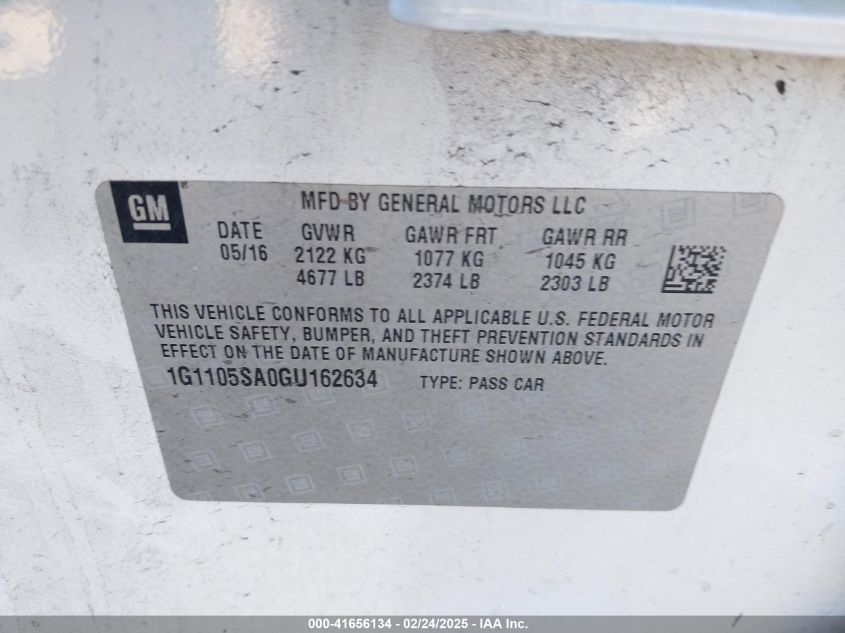 GM
MFD BY GENERAL MOTORS LLC
DATE GVWR GAWR FRT GAWR RR
05/16 2122 KG 1077 KG 1045 KG
4677 LB 2374 LB 2303 LB
THIS VEHICLE CONFORMS TO ALL APPLICABLE U.S. FEDERAL MOTOR
VEHICLE SAFETY, BUMPER, AND THEFT PREVENTION STANDARDS IN
EFFECT ON THE DATE OF MANUFACTURE SHOWN ABOVE.
1G1105SA0GU162634 TYPE: PASS CAR
000-41656134 - 02/24/2025 - IAA Inc.